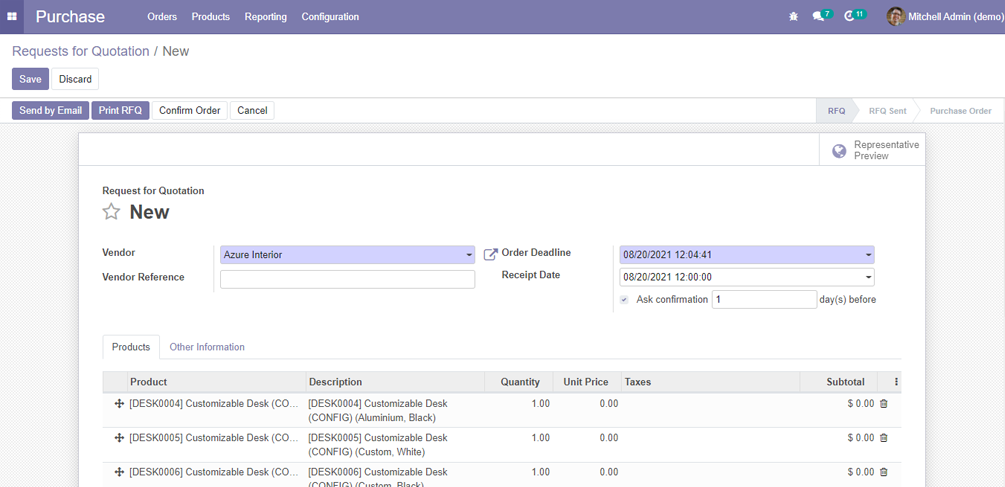 Purchase Orders Products Reporting Configuration 7 11 Mitchell Admin (demo)
Requests for Quotation / New
Save Discard
Send by Email Print RFQ Confirm Order Cancel RFQ RFQ Sent Purchase Order
Representative
Preview
Request for Quotation
New
Vendor Azure Interior Order Deadline 08/20/2021 12:04:41
Vendor Reference Receipt Date 08/20/2021 12:00:00
Ask confirmation 1 day(s) before
Products Other Information
Product Description Quantity Unit Price Taxes Subtotal
[DESK0004] Customizable Desk (CO... [DESK0004] Customizable Desk 1.00 0.00 $ 0.00
(CONFIG) (Aluminium, Black)
[DESK0005] Customizable Desk (CO... [DESK0005] Customizable Desk 1.00 0.00 $ 0.00
(CONFIG) (Custom, White)
[DESK0006] Customizable Desk (CO... [DESK0006] Customizable Desk 1.00 0.00 $ 0.00
(CONFIG) (Custom, Black)